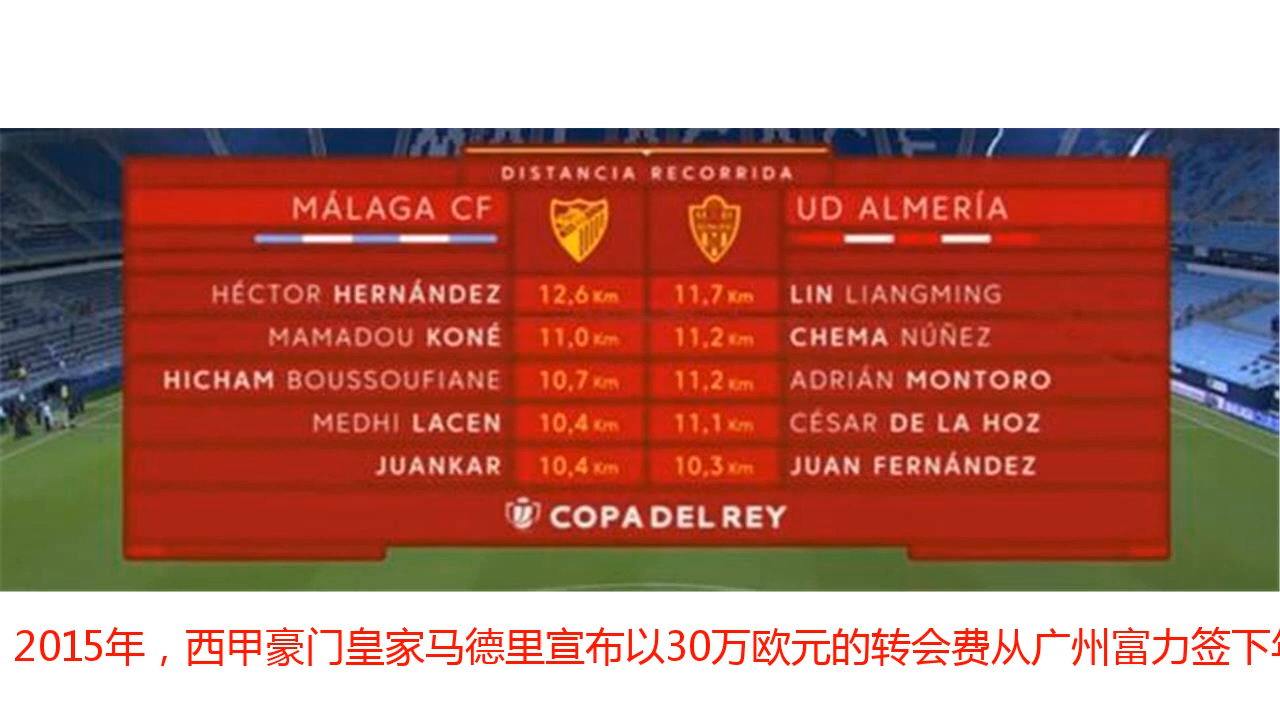 DISTANCIA RECORRIDA
MÁLAGA CF UD ALMERÍA
HÉCTOR HERNÁNDEZ 12,6 Km 11,7 Km LIN LIANGMING
MAMADOU KONÉ 11,0 Km 11,2 Km CHEMA NÚÑEZ
HICHAM BOUSSOUFIANE 10,7 Km 11,2 Km ADRIÁN MONTORO
MEDHI LACEN 10,4 Km 11,1 Km CÉSAR DE LA HOZ
JUANKAR 10,4 Km 10,3 Km JUAN FERNÁNDEZ
COPA DEL REY
2015年，西甲豪门皇家马德里宣布以30万欧元的转会费从广州富力签下